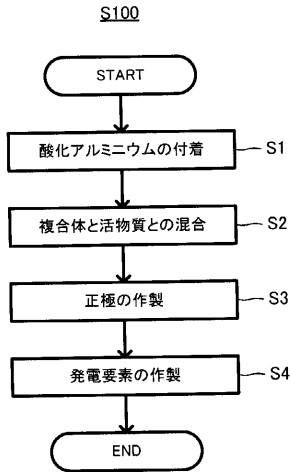 S100
START
酸化アルミニウムの付着 S1
複合体と活物質との混合 S2
正極の作製 S3
発電要素の作製 S4
END